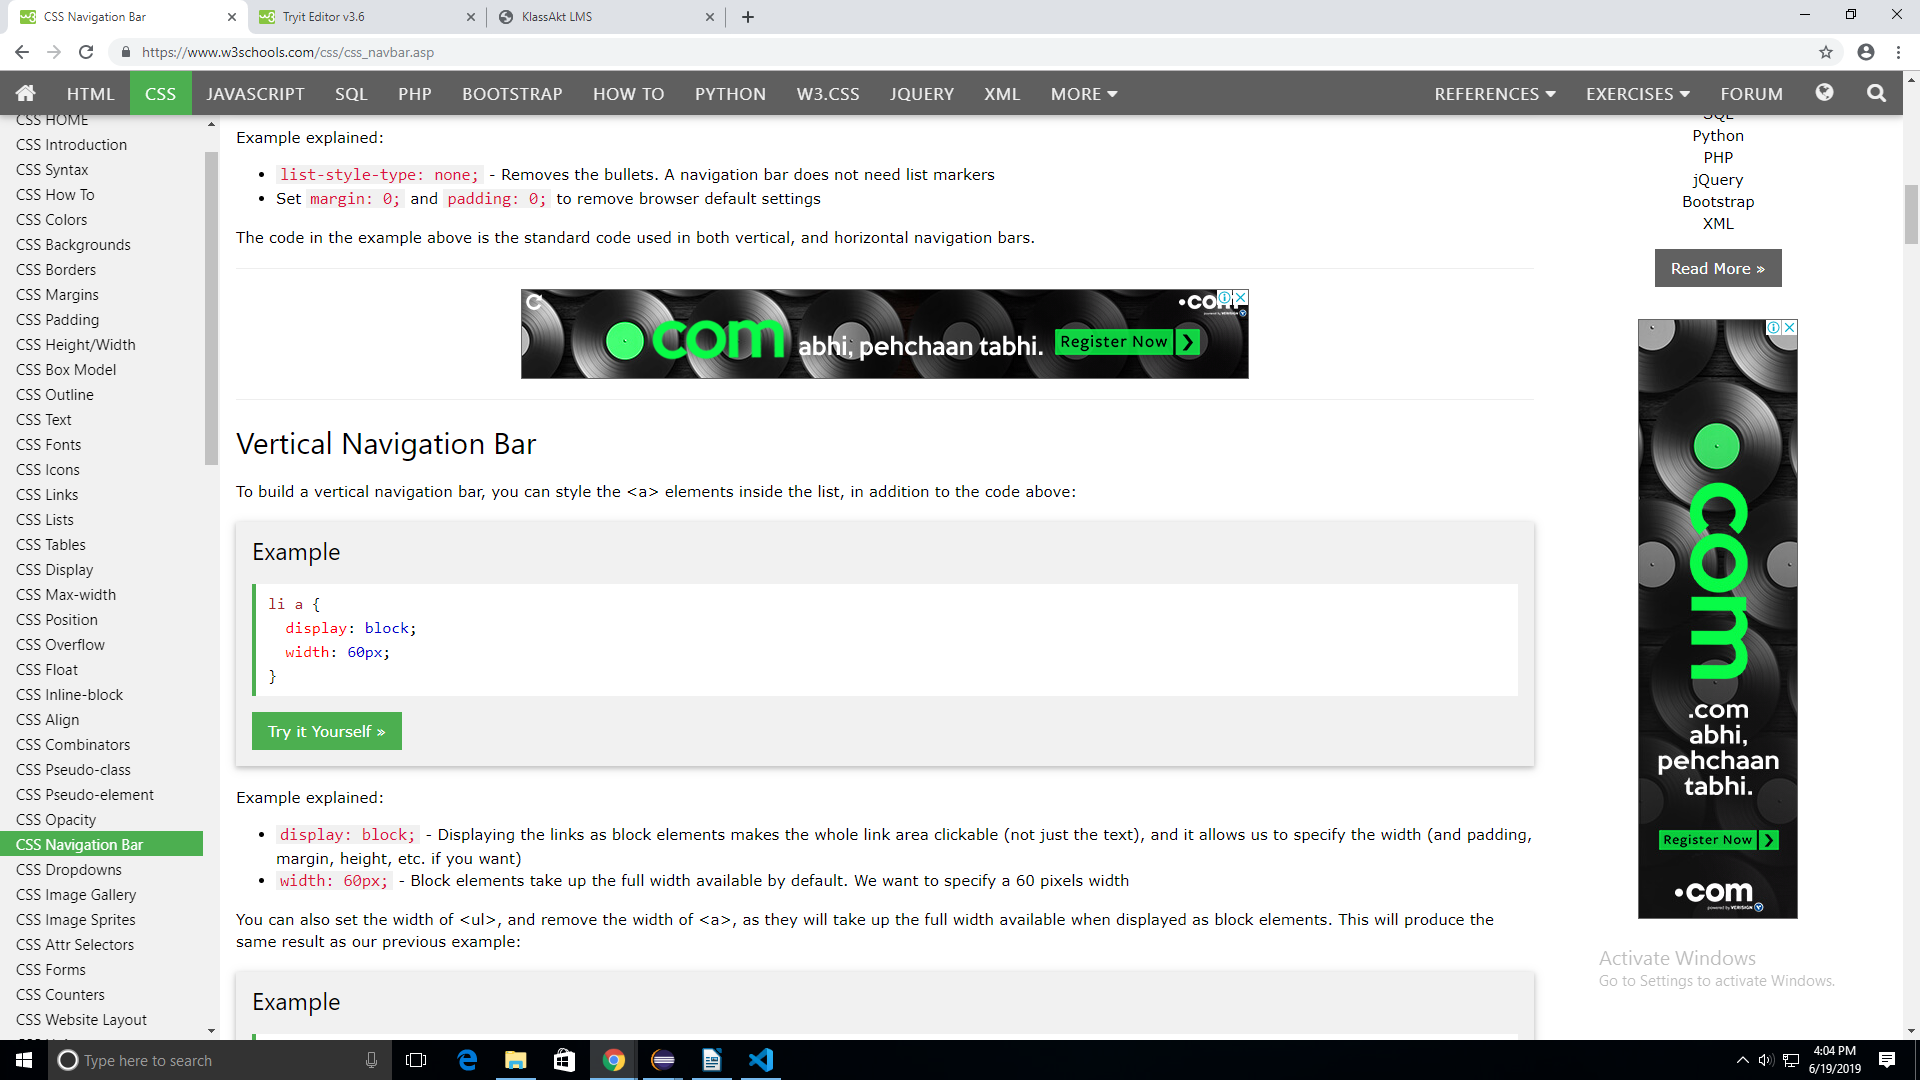 CSS Navigation Bar
Tryit Editor v3.6
KlassAkt LMS
https://www.w3schools.com/css/css_navbar.asp
HTML CSS JAVASCRIPT SQL PHP BOOTSTRAP HOW TO PYTHON W3.CSS JQUERY XML MORE REFERENCES EXERCISES FORUM
CSS HOME
CSS Introduction
CSS Syntax
CSS How To
CSS Colors
CSS Backgrounds
CSS Borders
CSS Margins
CSS Padding
CSS Height/Width
CSS Box Model
CSS Outline
CSS Text
CSS Fonts
CSS Icons
CSS Links
CSS Lists
CSS Tables
CSS Display
CSS Max-width
CSS Position
CSS Overflow
CSS Float
CSS Inline-block
CSS Align
CSS Combinators
CSS Pseudo-class
CSS Pseudo-element
CSS Opacity
CSS Navigation Bar
CSS Dropdowns
CSS Image Gallery
CSS Image Sprites
CSS Attr Selectors
CSS Forms
CSS Counters
CSS Website Layout
Example explained:
• list-style-type: none; - Removes the bullets. A navigation bar does not need list markers
• Set margin: 0; and padding: 0; to remove browser default settings
The code in the example above is the standard code used in both vertical, and horizontal navigation bars.
com abhi, pehchaan tabhi. Register Now
Vertical Navigation Bar
To build a vertical navigation bar, you can style the <a> elements inside the list, in addition to the code above:
Example
li a {
display: block;
width: 60px;
}
Try it Yourself »
Example explained:
• display: block; - Displaying the links as block elements makes the whole link area clickable (not just the text), and it allows us to specify the width (and padding,
margin, height, etc. if you want)
• width: 60px; - Block elements take up the full width available by default. We want to specify a 60 pixels width
You can also set the width of <ul>, and remove the width of <a>, as they will take up the full width available when displayed as block elements. This will produce the
same result as our previous example:
Example
SQL
Python
PHP
jQuery
Bootstrap
XML
Read More »
.com
.com
abhi,
pehchaan
tabhi.
Register Now
.com
powered by VERISIGN
Activate Windows
Go to Settings to activate Windows.
Type here to search
4:04 PM
6/19/2019